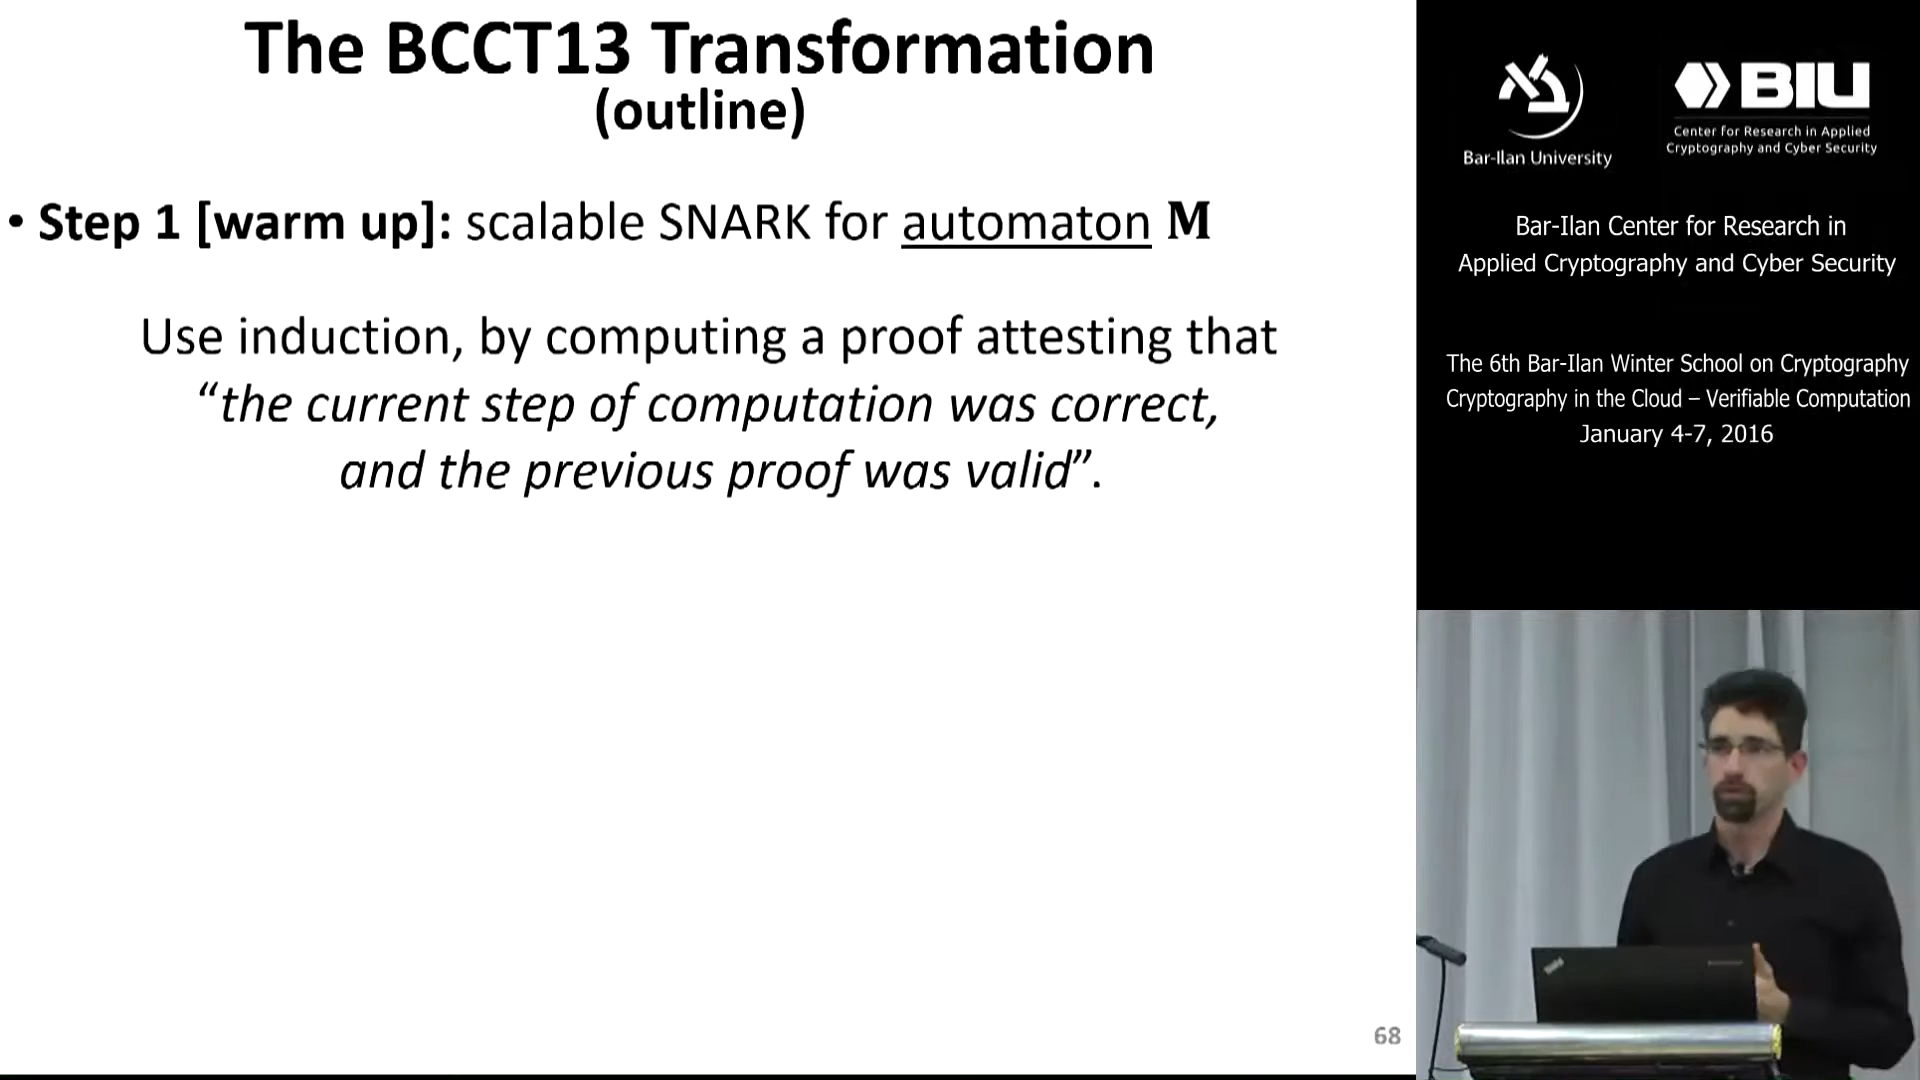 The BCCT13 Transformation
(outline)
• Step 1 [warm up]: scalable SNARK for automaton M
Use induction, by computing a proof attesting that
“the current step of computation was correct,
and the previous proof was valid”.
68
Bar-Ilan University
BIU
Center for Research in Applied
Cryptography and Cyber Security
Bar-Ilan Center for Research in
Applied Cryptography and Cyber Security
The 6th Bar-Ilan Winter School on Cryptography
Cryptography in the Cloud – Verifiable Computation
January 4-7, 2016